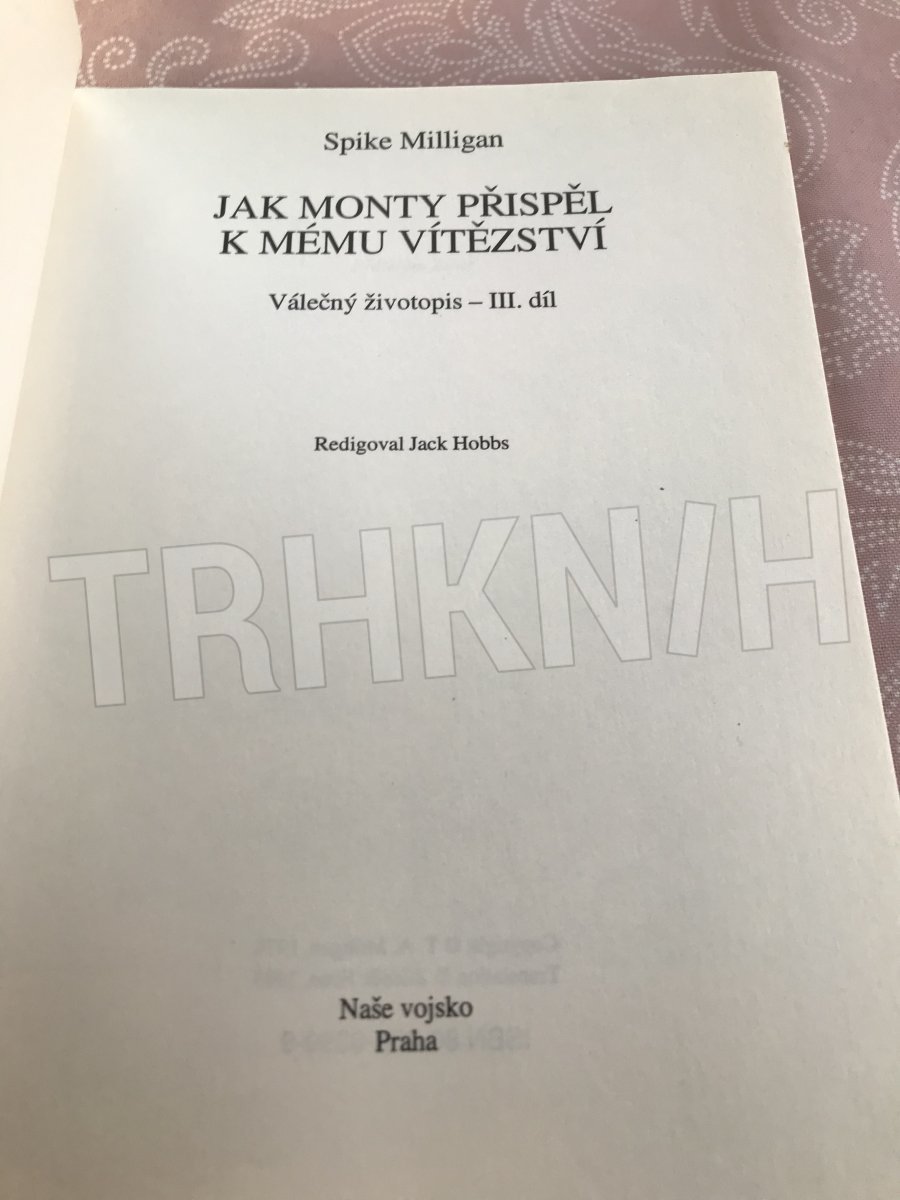 Spike Milligan
JAK MONTY PŘISPĚL
K MÉMU VÍTĚZSTVÍ
Válečný životopis – III. díl
Redigoval Jack Hobbs
TRHKNIH
Naše vojsko
Praha